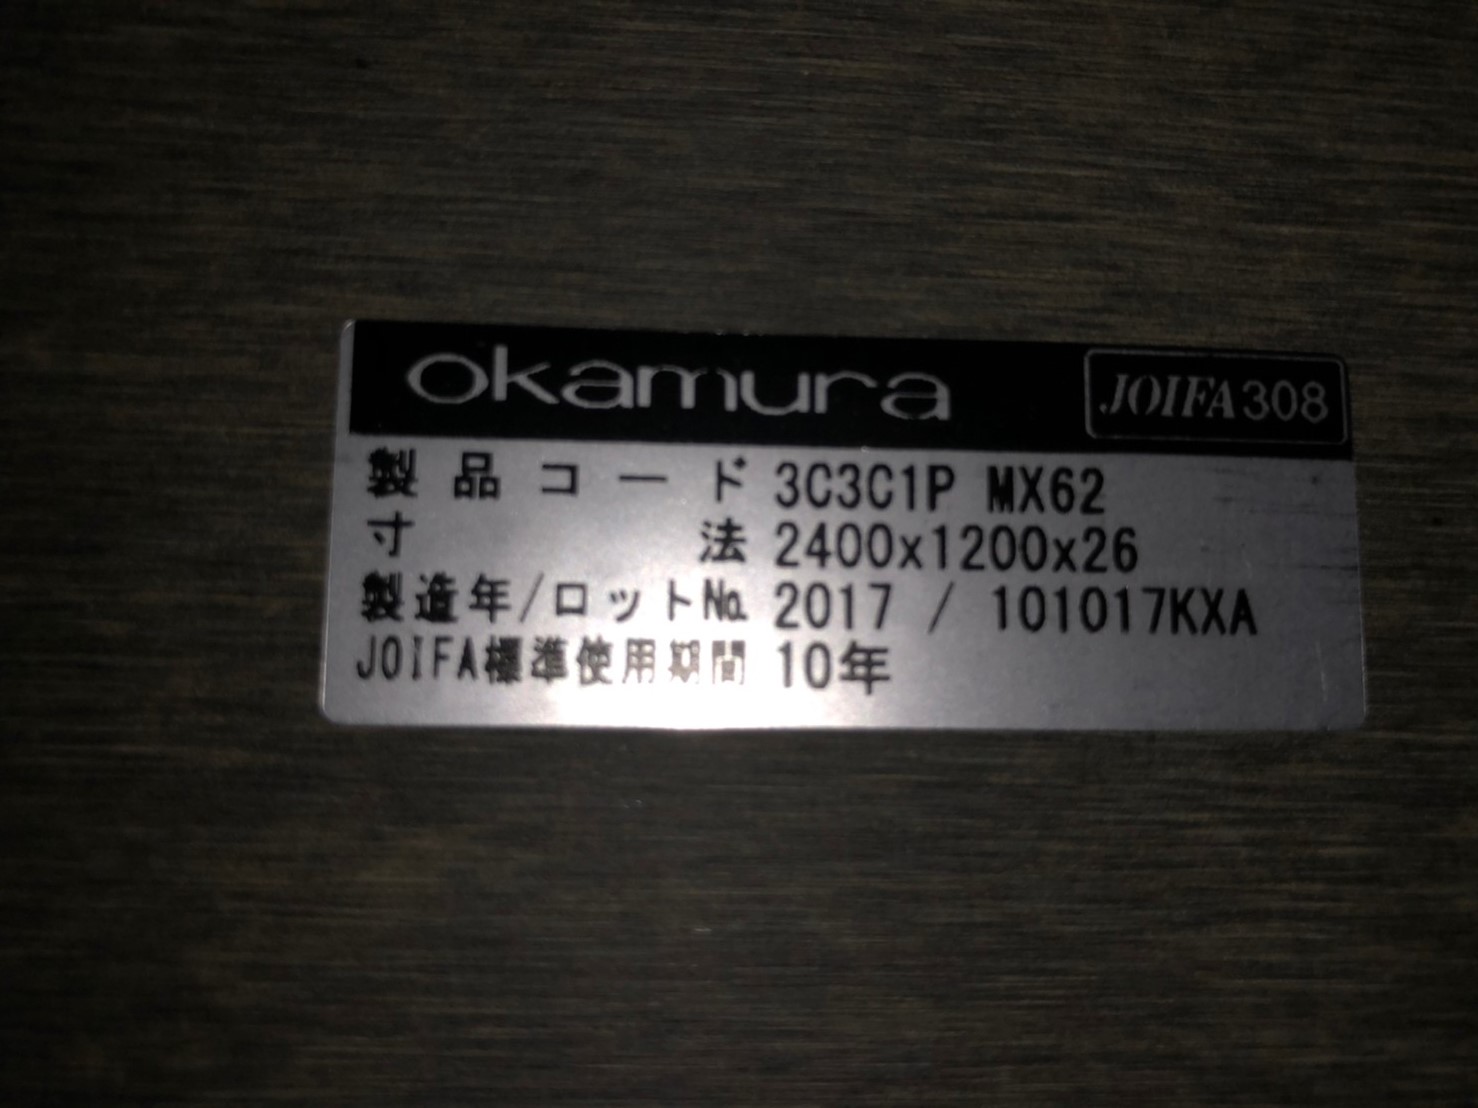 okamura JOIFA308
製品コード 3C3C1P MX62
寸法 2400x1200x26
製造年/ロット№ 2017 / 101017KXA
JOIFA標準使用期間 10年